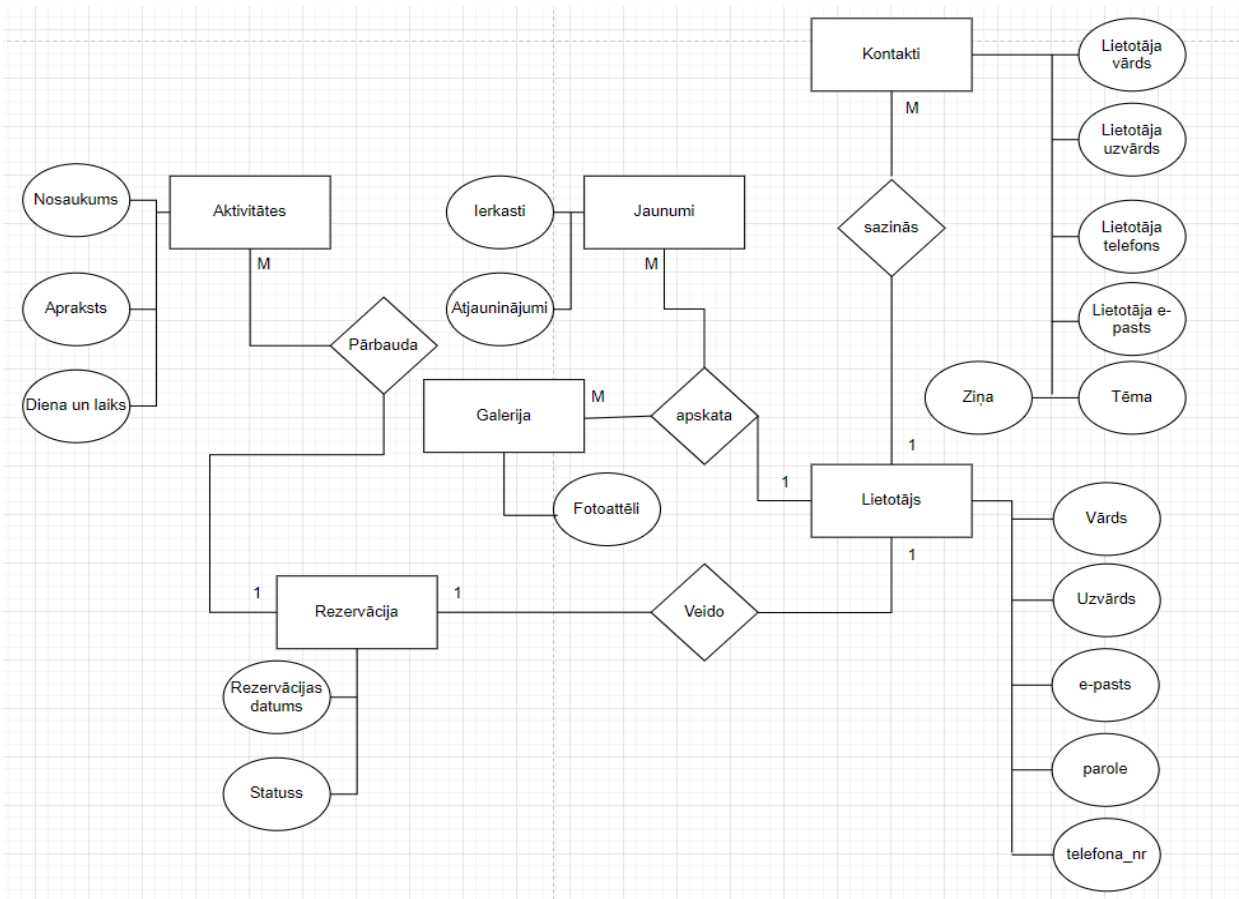 Kontakti
Lietotāja
vārds
M
Lietotāja
uzvārds
Nosaukums
Aktivitātes
Ierkasti
Jaunumi
sazinās
Lietotāja
telefons
M
M
Apraksts
Atjauninājumi
Lietotāja e-
pasts
Pārbauda
Diena un laiks
Galerija
M
apskata
Ziņa
Tēma
1
1
Lietotājs
Fotoattēli
Vārds
1
1
Rezervācija
1
Veido
Uzvārds
Rezervācijas
datums
e-pasts
Statuss
parole
telefona_nr